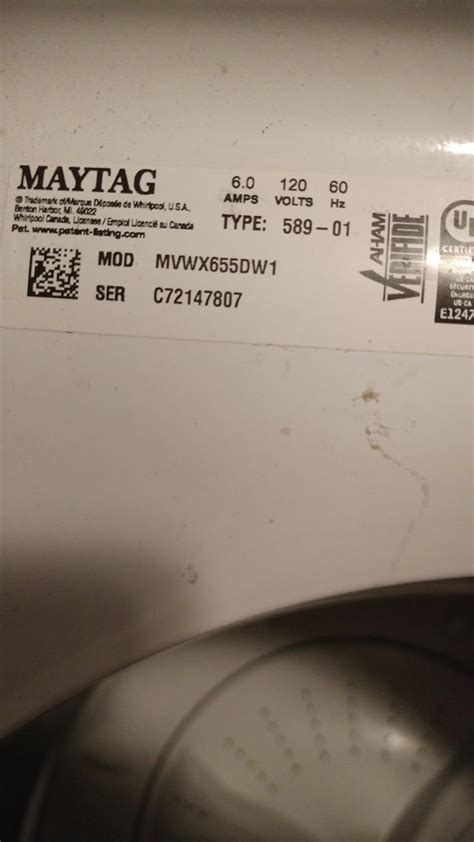 MAYTAG
® Trademark of/Marque Déposée de Whirlpool, U.S.A.,
Benton Harbor, MI. 49022
Whirlpool Canada, Licensee / Emploi Licencié au Canada
Pat. www.patent-listing.com
6.0 120 60
AMPS VOLTS Hz
TYPE: 589-01
MOD MVWX655DW1
SER C72147807
AHAM
VERIFIDE
U
E1247